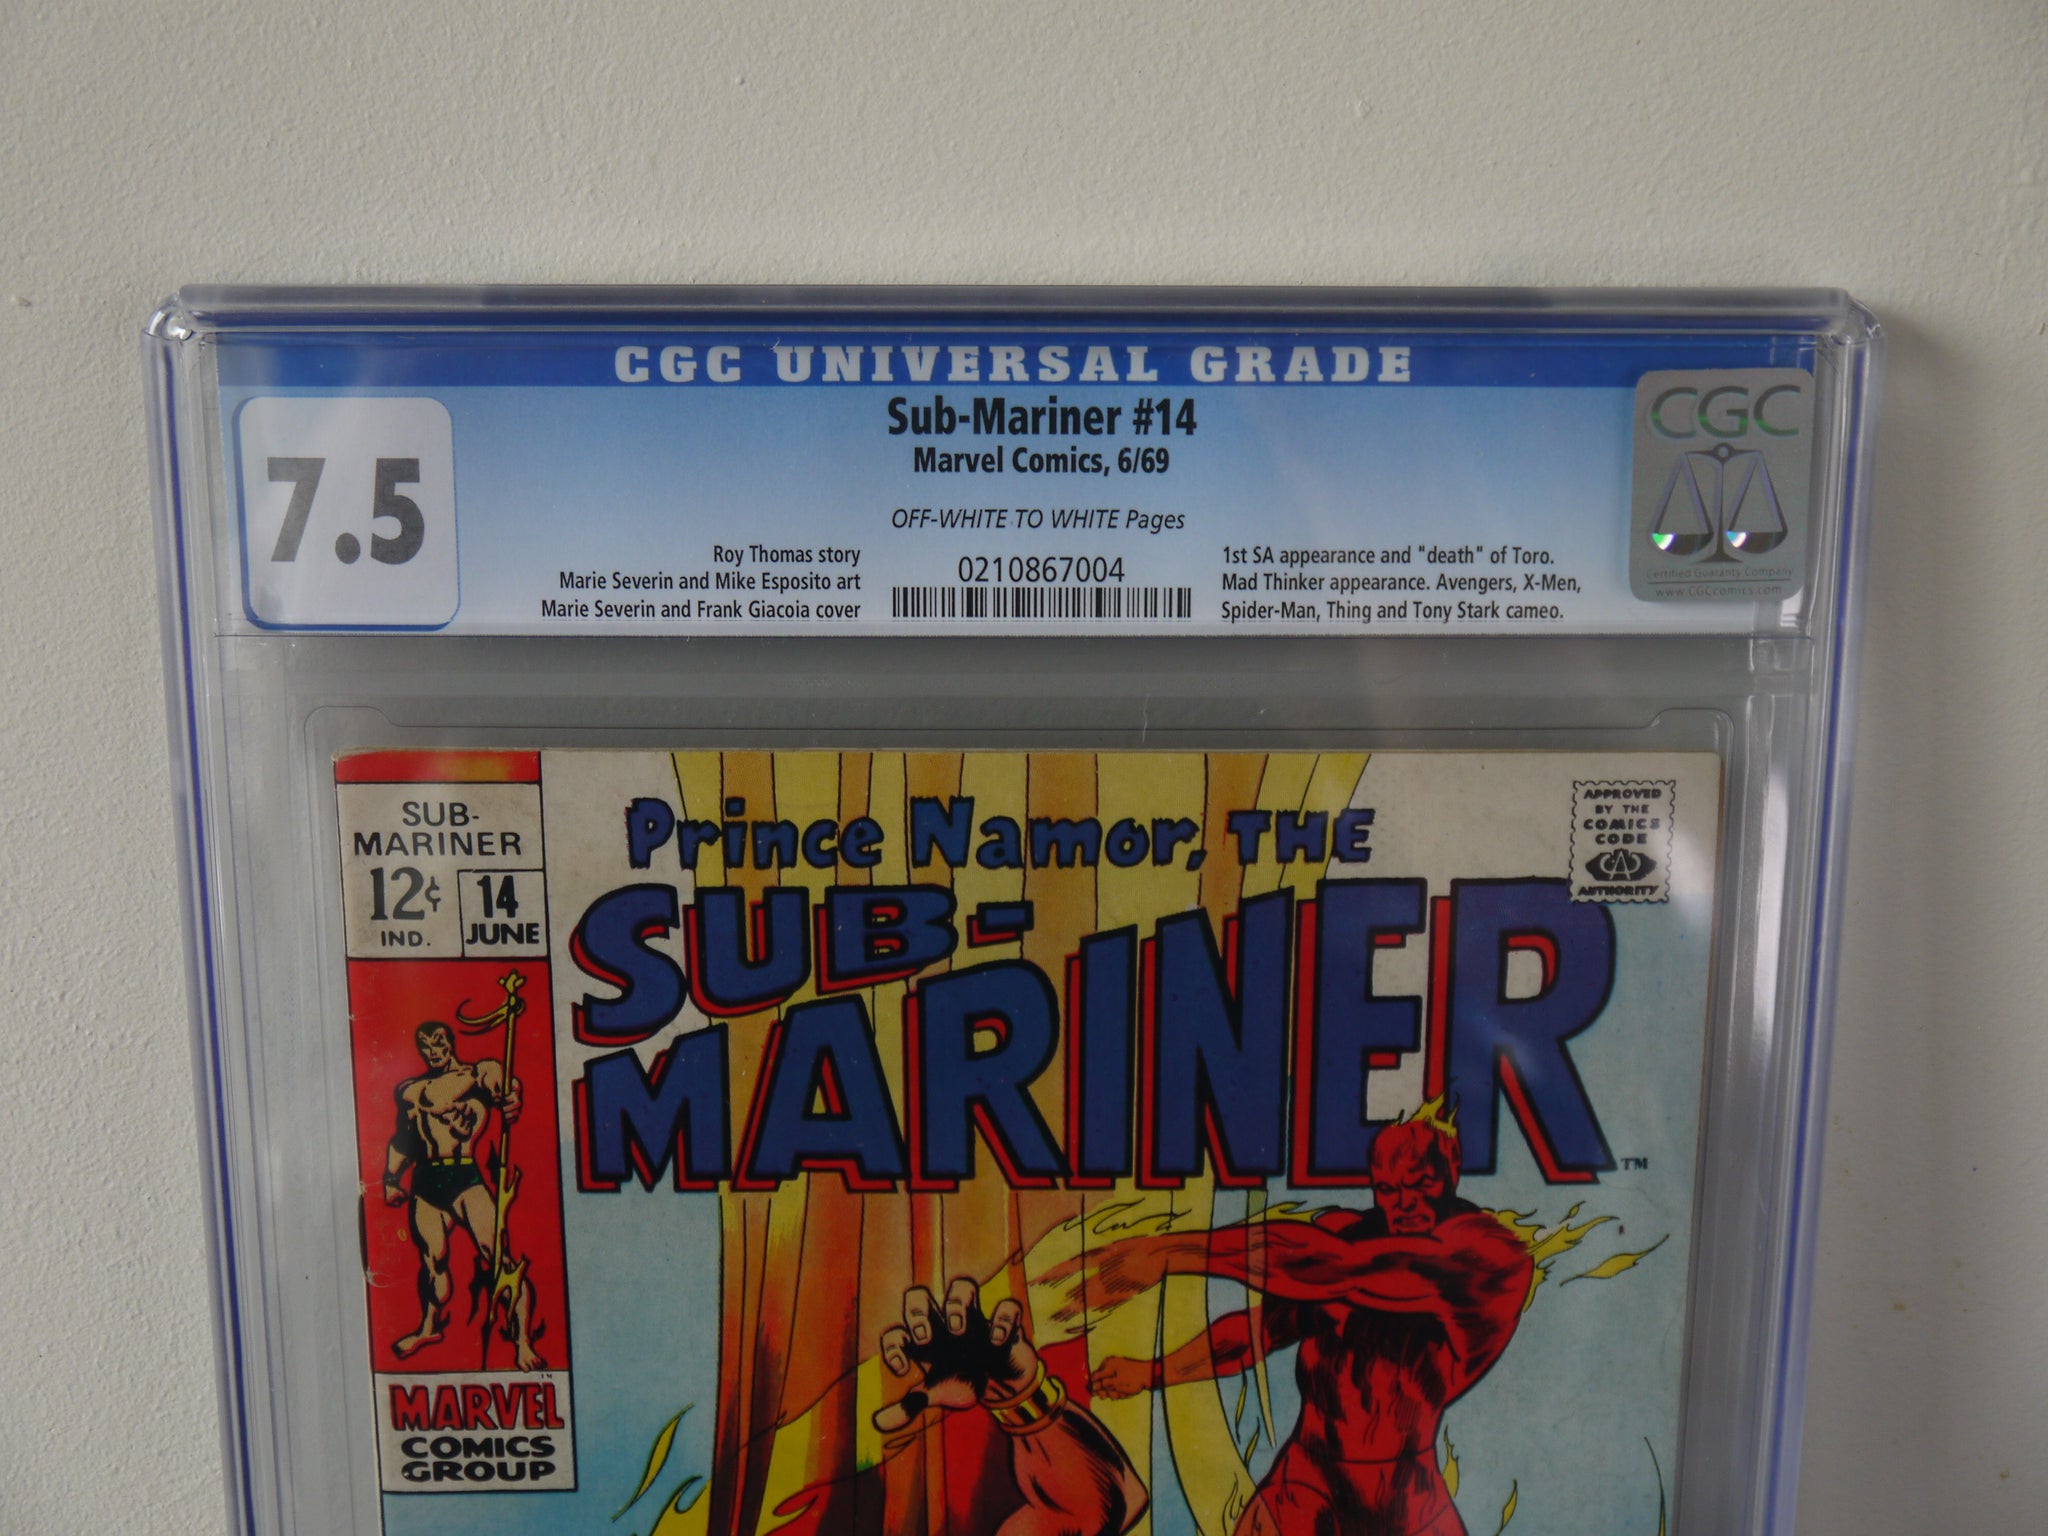 CGC UNIVERSAL GRADE
7.5
Sub-Mariner #14
Marvel Comics, 6/69
OFF-WHITE TO WHITE Pages
Roy Thomas story
Marie Severin and Mike Esposito art
Marie Severin and Frank Giacoia cover
0210867004
1st SA appearance and "death" of Toro.
Mad Thinker appearance. Avengers, X-Men,
Spider-Man, Thing and Tony Stark cameo.
CGC
Certified Guaranty Company
www.CGCcomics.com
SUB-
MARINER
12¢
IND.
14
JUNE
MARVEL
COMICS
GROUP
TM
Prince Namor, THE
SUB-
MARINER
TM
APPROVED
BY THE
COMICS
CODE
CA
AUTHORITY